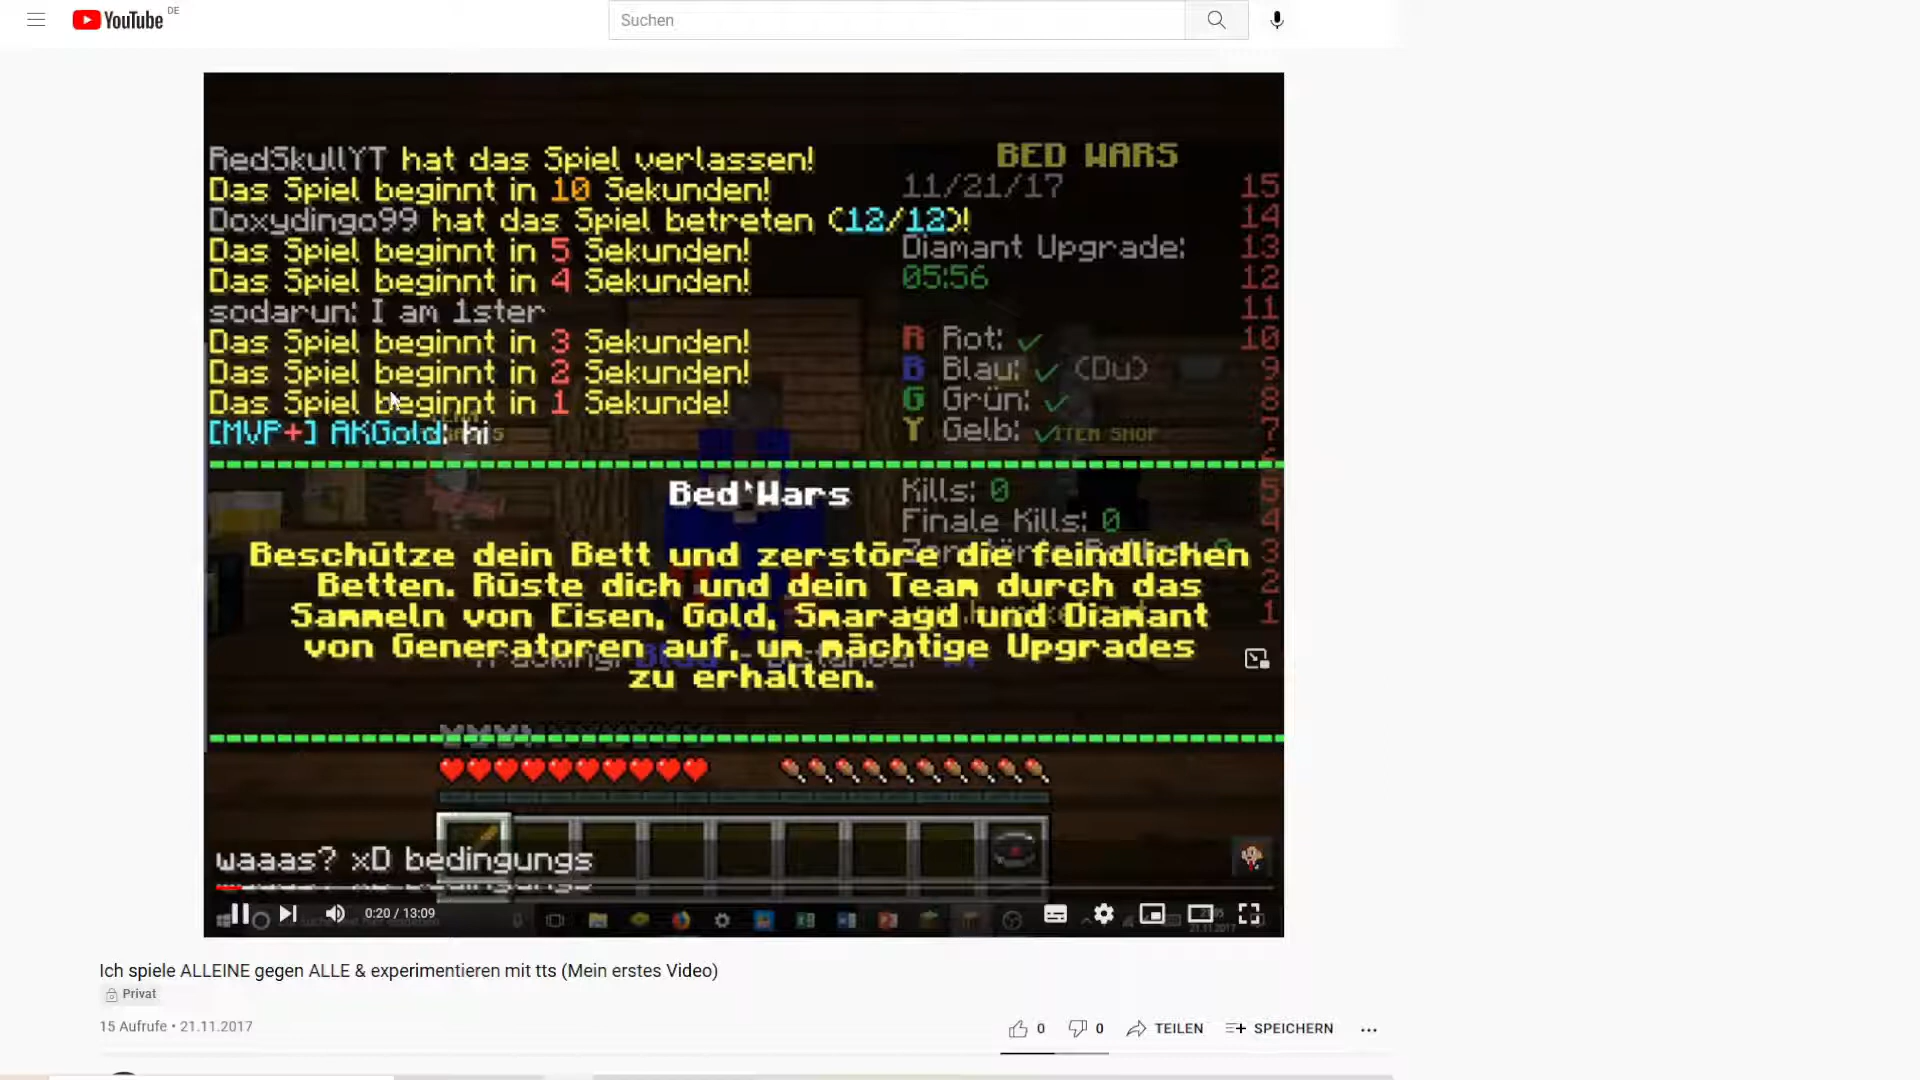 YouTube DE
Suchen
RedSkullYT hat das Spiel verlassen!
Das Spiel beginnt in 10 Sekunden!
Doxydingo99 hat das Spiel betreten (12/12)!
Das Spiel beginnt in 5 Sekunden!
Das Spiel beginnt in 4 Sekunden!
sodarun: I am 1ster
Das Spiel beginnt in 3 Sekunden!
Das Spiel beginnt in 2 Sekunden!
Das Spiel beginnt in 1 Sekunde!
[MVP+] AKGold: hi
BED WARS
11/21/17 15
14
Diamant Upgrade: 13
05:56 12
11
R Rot: ✓ 10
B Blau: ✓ (Du) 9
G Grün: ✓ 8
Y Gelb: ✓ 7
ITEM SHOP
Kills: 0 5
Finale Kills: 0 4
3
2
1
Bed Wars
Beschütze dein Bett und zerstöre die feindlichen
Betten. Rüste dich und dein Team durch das
Sammeln von Eisen, Gold, Smaragd und Diamant
von Generatoren auf, um mächtige Upgrades
zu erhalten.
Tracking:
waaas? xD bedingungs
0:20 / 13:09
21.11.2017
Ich spiele ALLEINE gegen ALLE & experimentieren mit tts (Mein erstes Video)
Privat
15 Aufrufe • 21.11.2017
0 0 TEILEN SPEICHERN